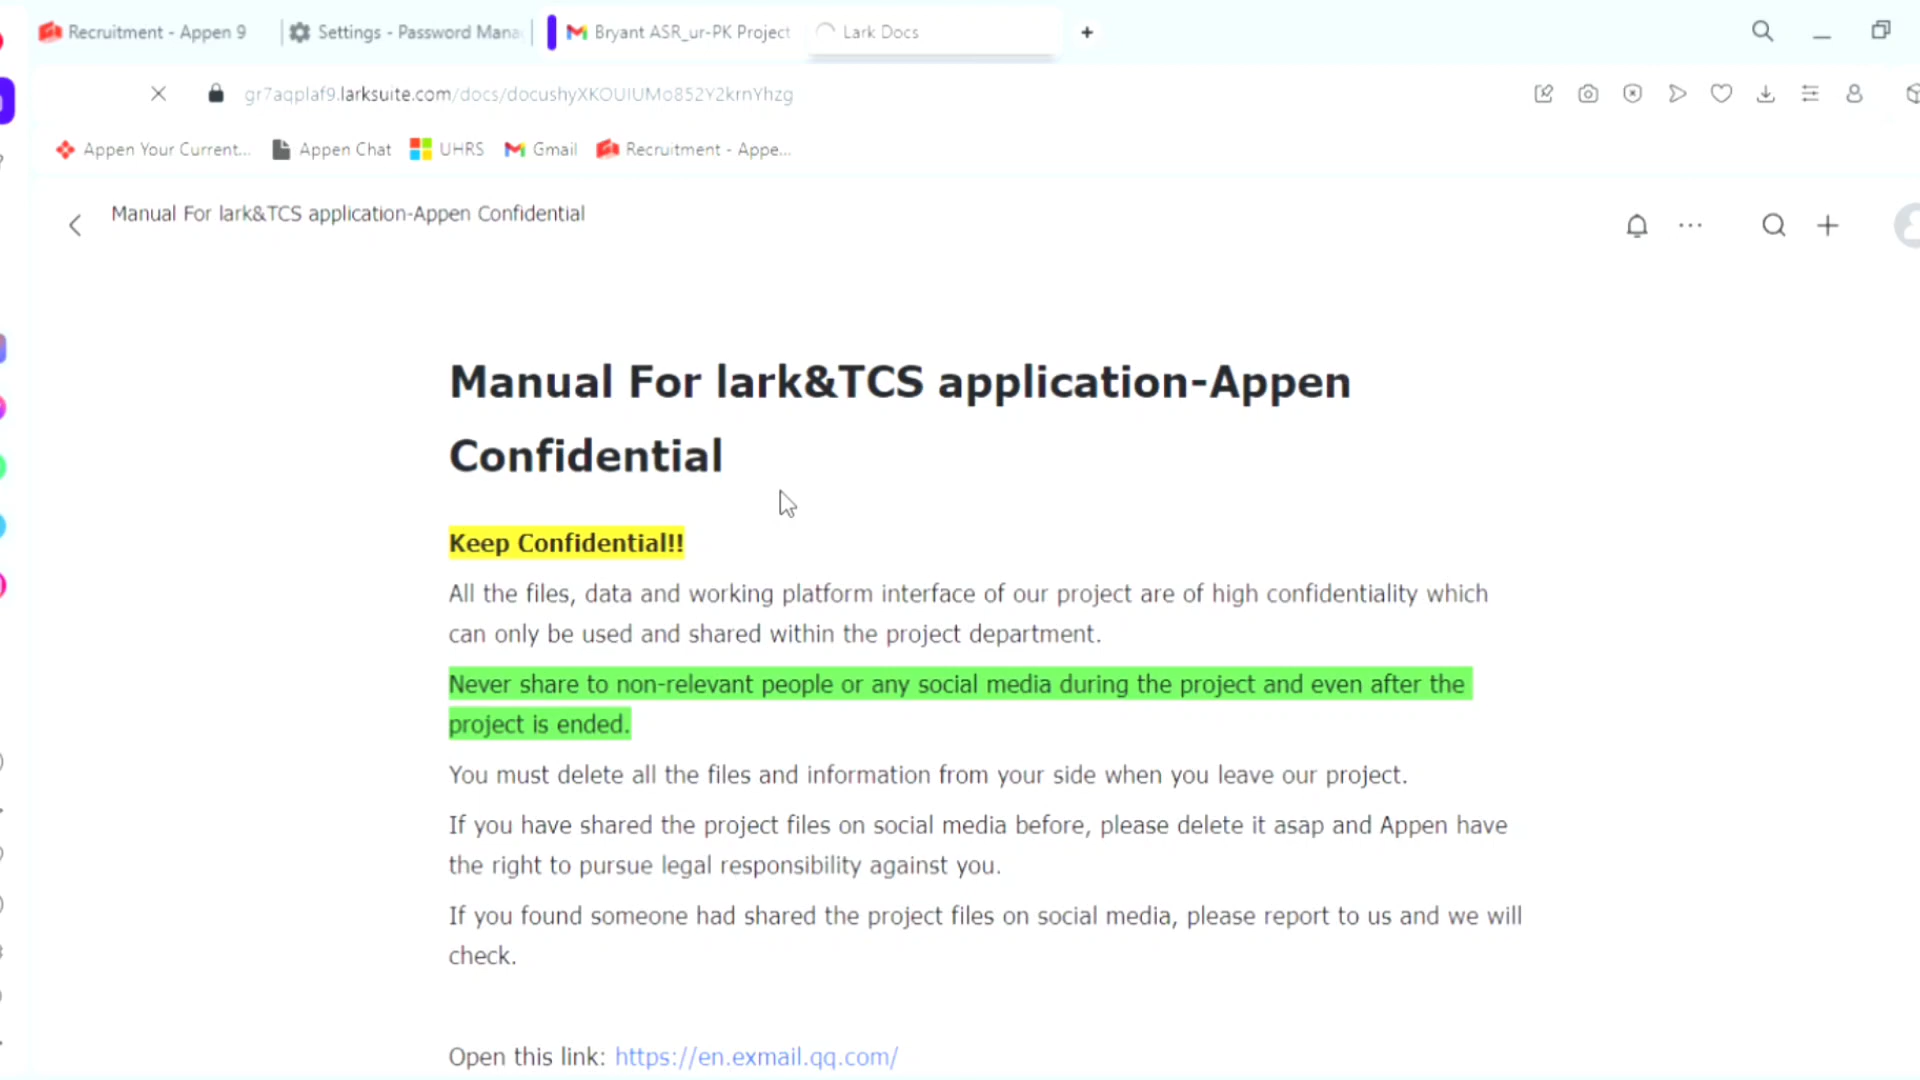 Recruitment - Appen 9
Settings - Password Mana
Bryant ASR_ur-PK Project
Lark Docs
gr7aqplaf9.larksuite.com/docs/docushyXKOUIUMo852Y2krnYhzg
Appen Your Current...
Appen Chat
UHRS
Gmail
Recruitment - Appe...
Manual For lark&TCS application-Appen Confidential
Manual For lark&TCS application-Appen
Confidential
Keep Confidential!!
All the files, data and working platform interface of our project are of high confidentiality which
can only be used and shared within the project department.
Never share to non-relevant people or any social media during the project and even after the
project is ended.
You must delete all the files and information from your side when you leave our project.
If you have shared the project files on social media before, please delete it asap and Appen have
the right to pursue legal responsibility against you.
If you found someone had shared the project files on social media, please report to us and we will
check.
Open this link: https://en.exmail.qq.com/